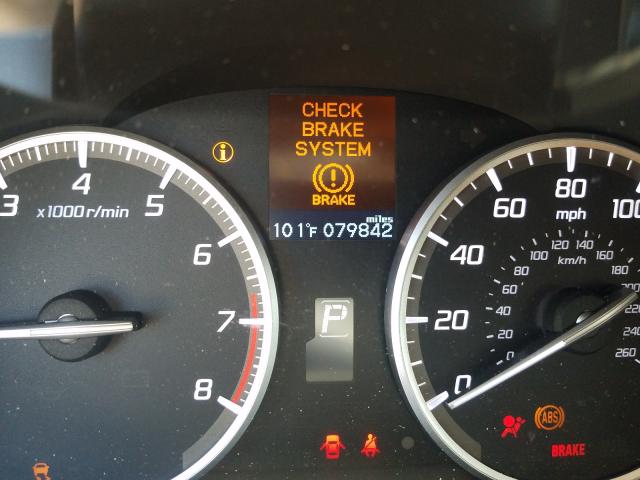 CHECK
BRAKE
SYSTEM
BRAKE
miles
101°F 079842
3 4 5 6 7 8
x1000r/min
P
0 20 40 60 80 100
mph
0 20 40 60 80 100 120 140 160 180 200 220 240 260
km/h
ABS
BRAKE